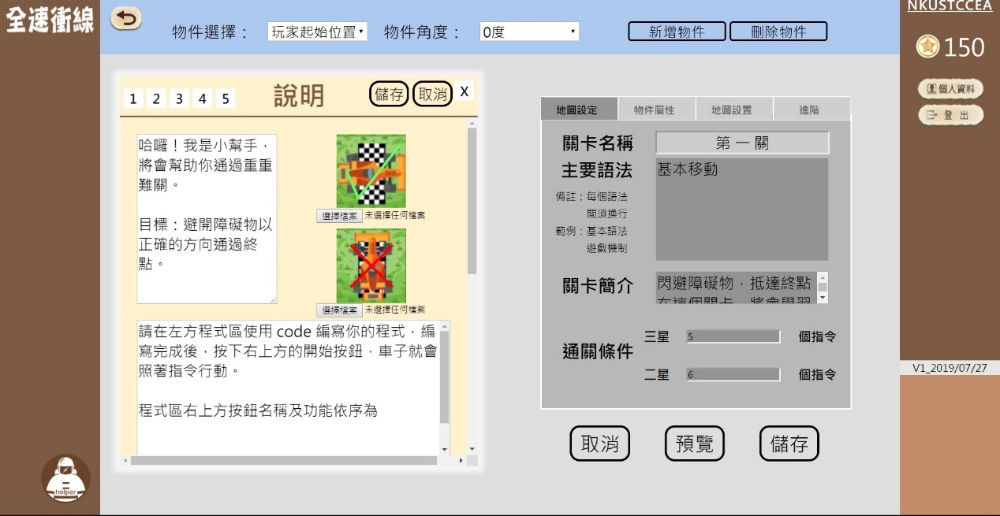 全速衝線
物件選擇： 玩家起始位置 物件角度： 0度 新增物件 刪除物件
NKUSTCCEA
150
個人資料
登 出
V1_2019/07/27
1 2 3 4 5 說明 儲存 取消 X
哈囉！我是小幫手，
將會幫助你通過重重
難關。
目標：避開障礙物以
正確的方向通過終
點。
選擇檔案 未選擇任何檔案
選擇檔案 未選擇任何檔案
請在左方程式區使用 code 編寫你的程式，編
寫完成後，按下右上方的開始按鈕，車子就會
照著指令行動。
程式區右上方按鈕名稱及功能依序為
地圖設定 物件屬性 地圖設置 進階
關卡名稱 第一關
主要語法 基本移動
備註：每個語法
間須換行
範例：基本語法
遊戲機制
關卡簡介 閃避障礙物，抵達終點
在這個關卡，將會學習
通關條件
三星 5 個指令
二星 6 個指令
取消 預覽 儲存
helper